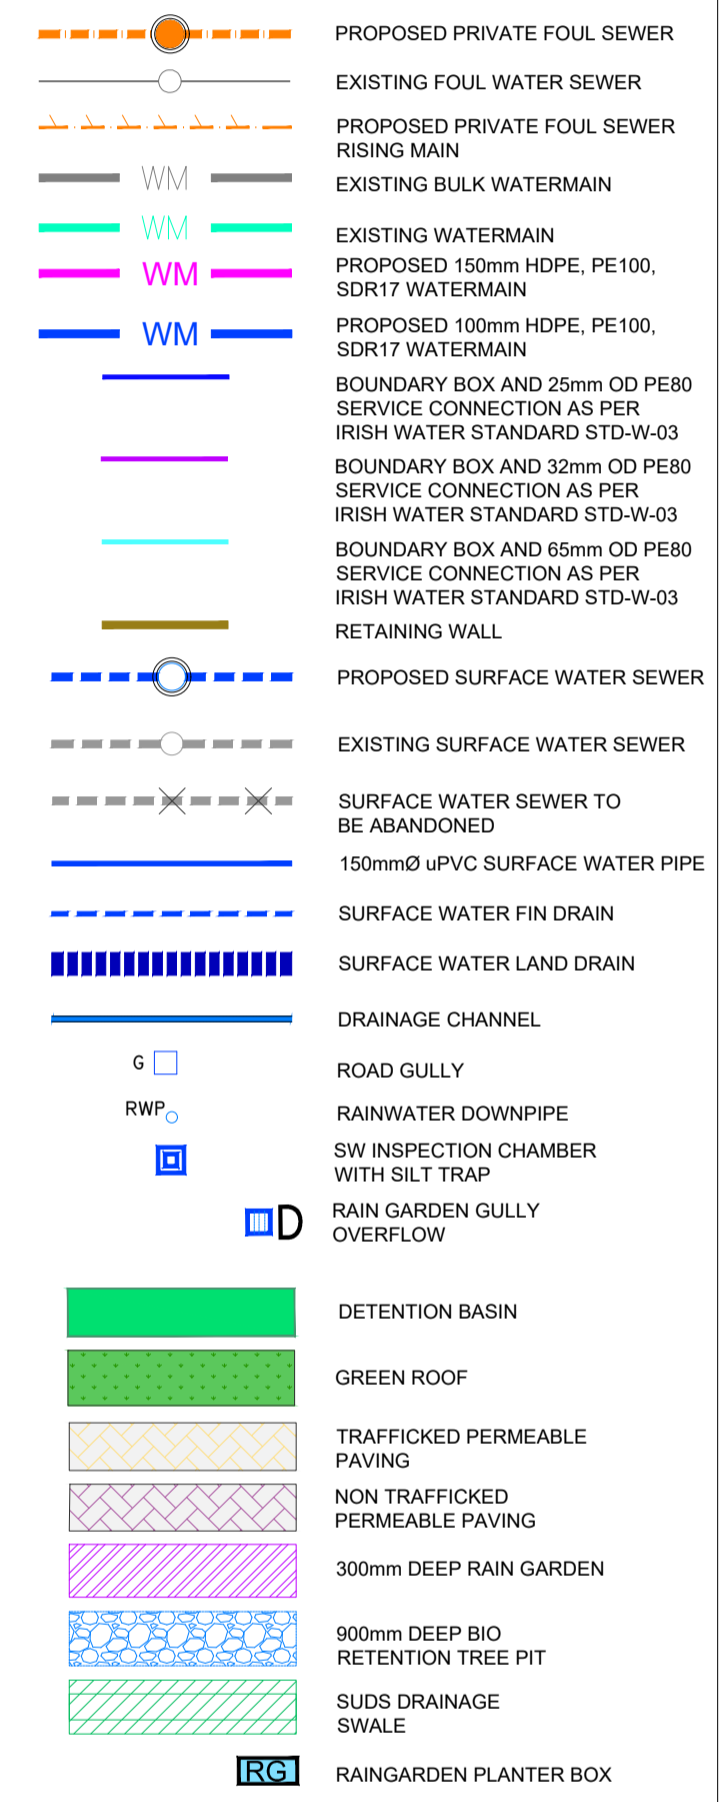 PROPOSED PRIVATE FOUL SEWER
EXISTING FOUL WATER SEWER
PROPOSED PRIVATE FOUL SEWER
RISING MAIN
WM EXISTING BULK WATERMAIN
WM EXISTING WATERMAIN
WM PROPOSED 150mm HDPE, PE100,
SDR17 WATERMAIN
WM PROPOSED 100mm HDPE, PE100,
SDR17 WATERMAIN
BOUNDARY BOX AND 25mm OD PE80
SERVICE CONNECTION AS PER
IRISH WATER STANDARD STD-W-03
BOUNDARY BOX AND 32mm OD PE80
SERVICE CONNECTION AS PER
IRISH WATER STANDARD STD-W-03
BOUNDARY BOX AND 65mm OD PE80
SERVICE CONNECTION AS PER
IRISH WATER STANDARD STD-W-03
RETAINING WALL
PROPOSED SURFACE WATER SEWER
EXISTING SURFACE WATER SEWER
SURFACE WATER SEWER TO
BE ABANDONED
150mmØ uPVC SURFACE WATER PIPE
SURFACE WATER FIN DRAIN
SURFACE WATER LAND DRAIN
DRAINAGE CHANNEL
G ROAD GULLY
RWP RAINWATER DOWNPIPE
SW INSPECTION CHAMBER
WITH SILT TRAP
D RAIN GARDEN GULLY
OVERFLOW
DETENTION BASIN
GREEN ROOF
TRAFFICKED PERMEABLE
PAVING
NON TRAFFICKED
PERMEABLE PAVING
300mm DEEP RAIN GARDEN
900mm DEEP BIO
RETENTION TREE PIT
SUDS DRAINAGE
SWALE
RG RAINGARDEN PLANTER BOX